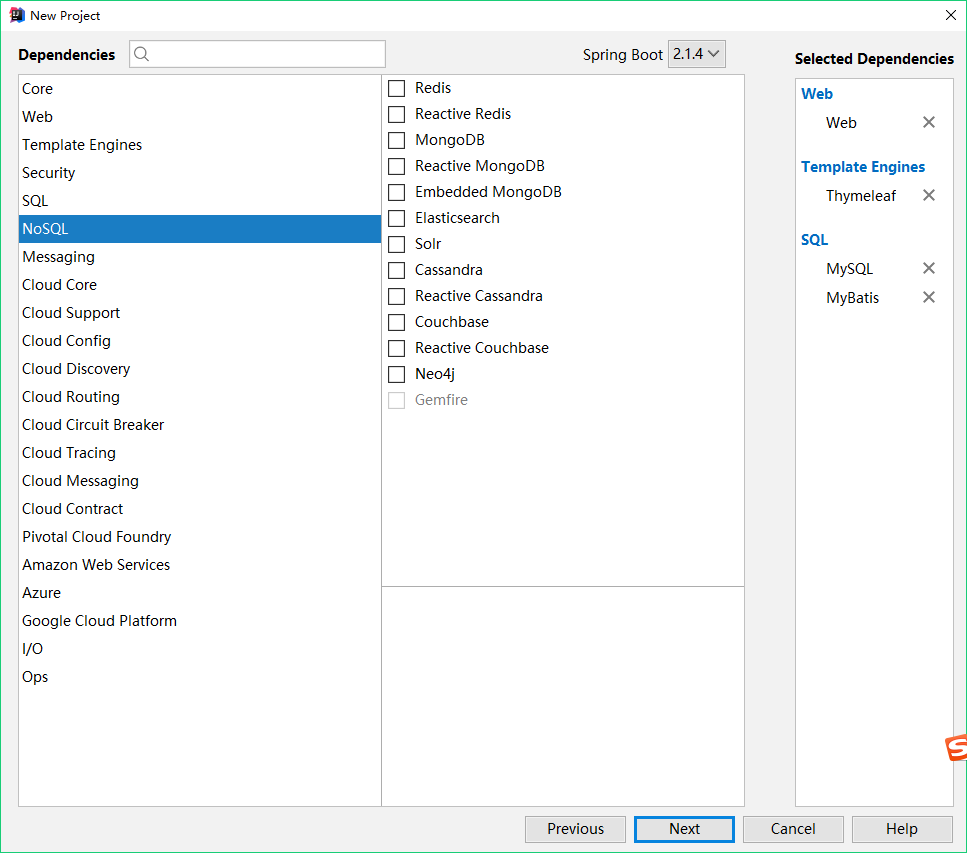 New Project
Dependencies
Spring Boot 2.1.4
Selected Dependencies
Core
Web
Template Engines
Security
SQL
NoSQL
Messaging
Cloud Core
Cloud Support
Cloud Config
Cloud Discovery
Cloud Routing
Cloud Circuit Breaker
Cloud Tracing
Cloud Messaging
Cloud Contract
Pivotal Cloud Foundry
Amazon Web Services
Azure
Google Cloud Platform
I/O
Ops
Redis
Reactive Redis
MongoDB
Reactive MongoDB
Embedded MongoDB
Elasticsearch
Solr
Cassandra
Reactive Cassandra
Couchbase
Reactive Couchbase
Neo4j
Gemfire
Web
Web
Template Engines
Thymeleaf
SQL
MySQL
MyBatis
Previous
Next
Cancel
Help